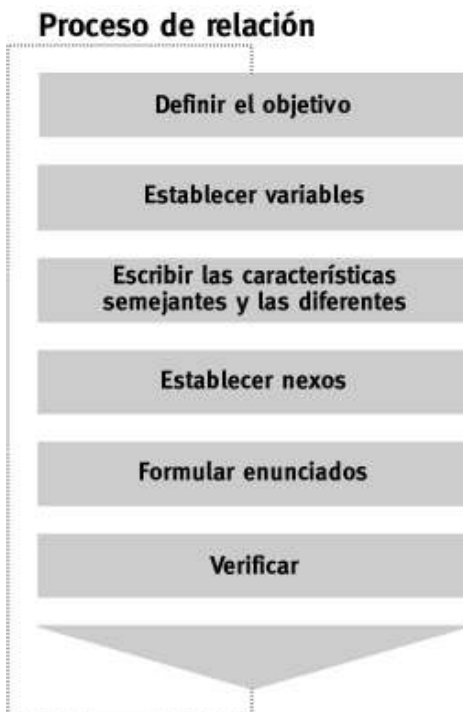 Proceso de relación
Definir el objetivo
Establecer variables
Escribir las características
semejantes y las diferentes
Establecer nexos
Formular enunciados
Verificar